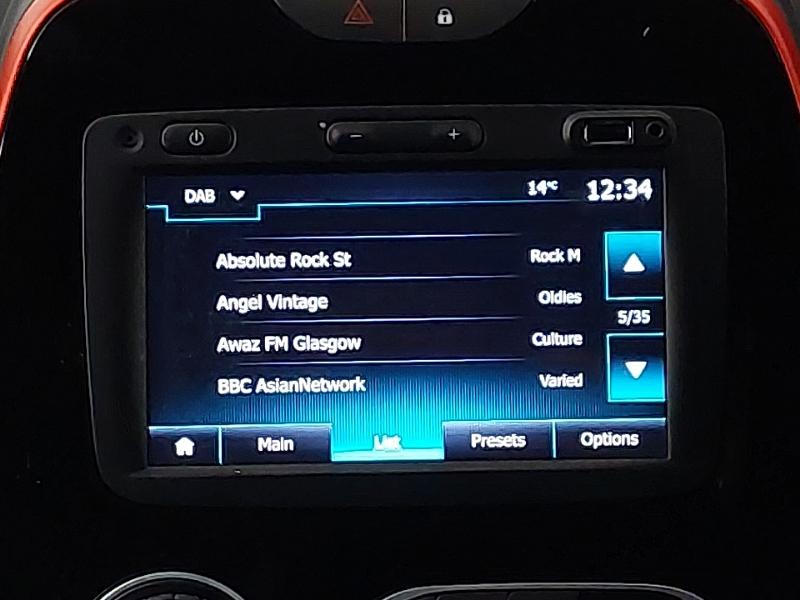 DAB 14°C 12:34
Absolute Rock St Rock M
Angel Vintage Oldies
5/35
Awaz FM Glasgow Culture
BBC AsianNetwork Varied
Main List Presets Options